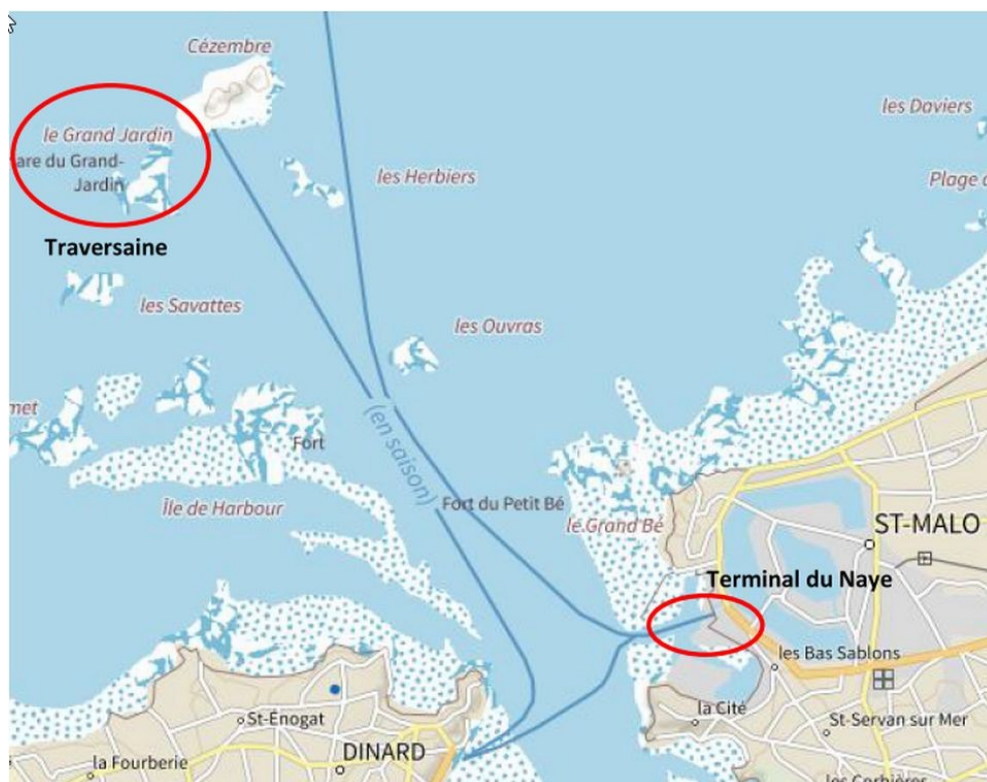 Cézembre
les Daviers
le Grand Jardin
are du Grand-
Jardin
les Herbiers
Plage d
Traversaine
les Savattes
les Ouvras
met
(en saison)
Fort
Île de Harbour
Fort du Petit Bé
le Grand Bé
ST-MALO
Terminal du Naye
les Bas Sablons
la Cité
St-Servan sur Mer
St-Énogat
DINARD
la Fourberie
les Corbières